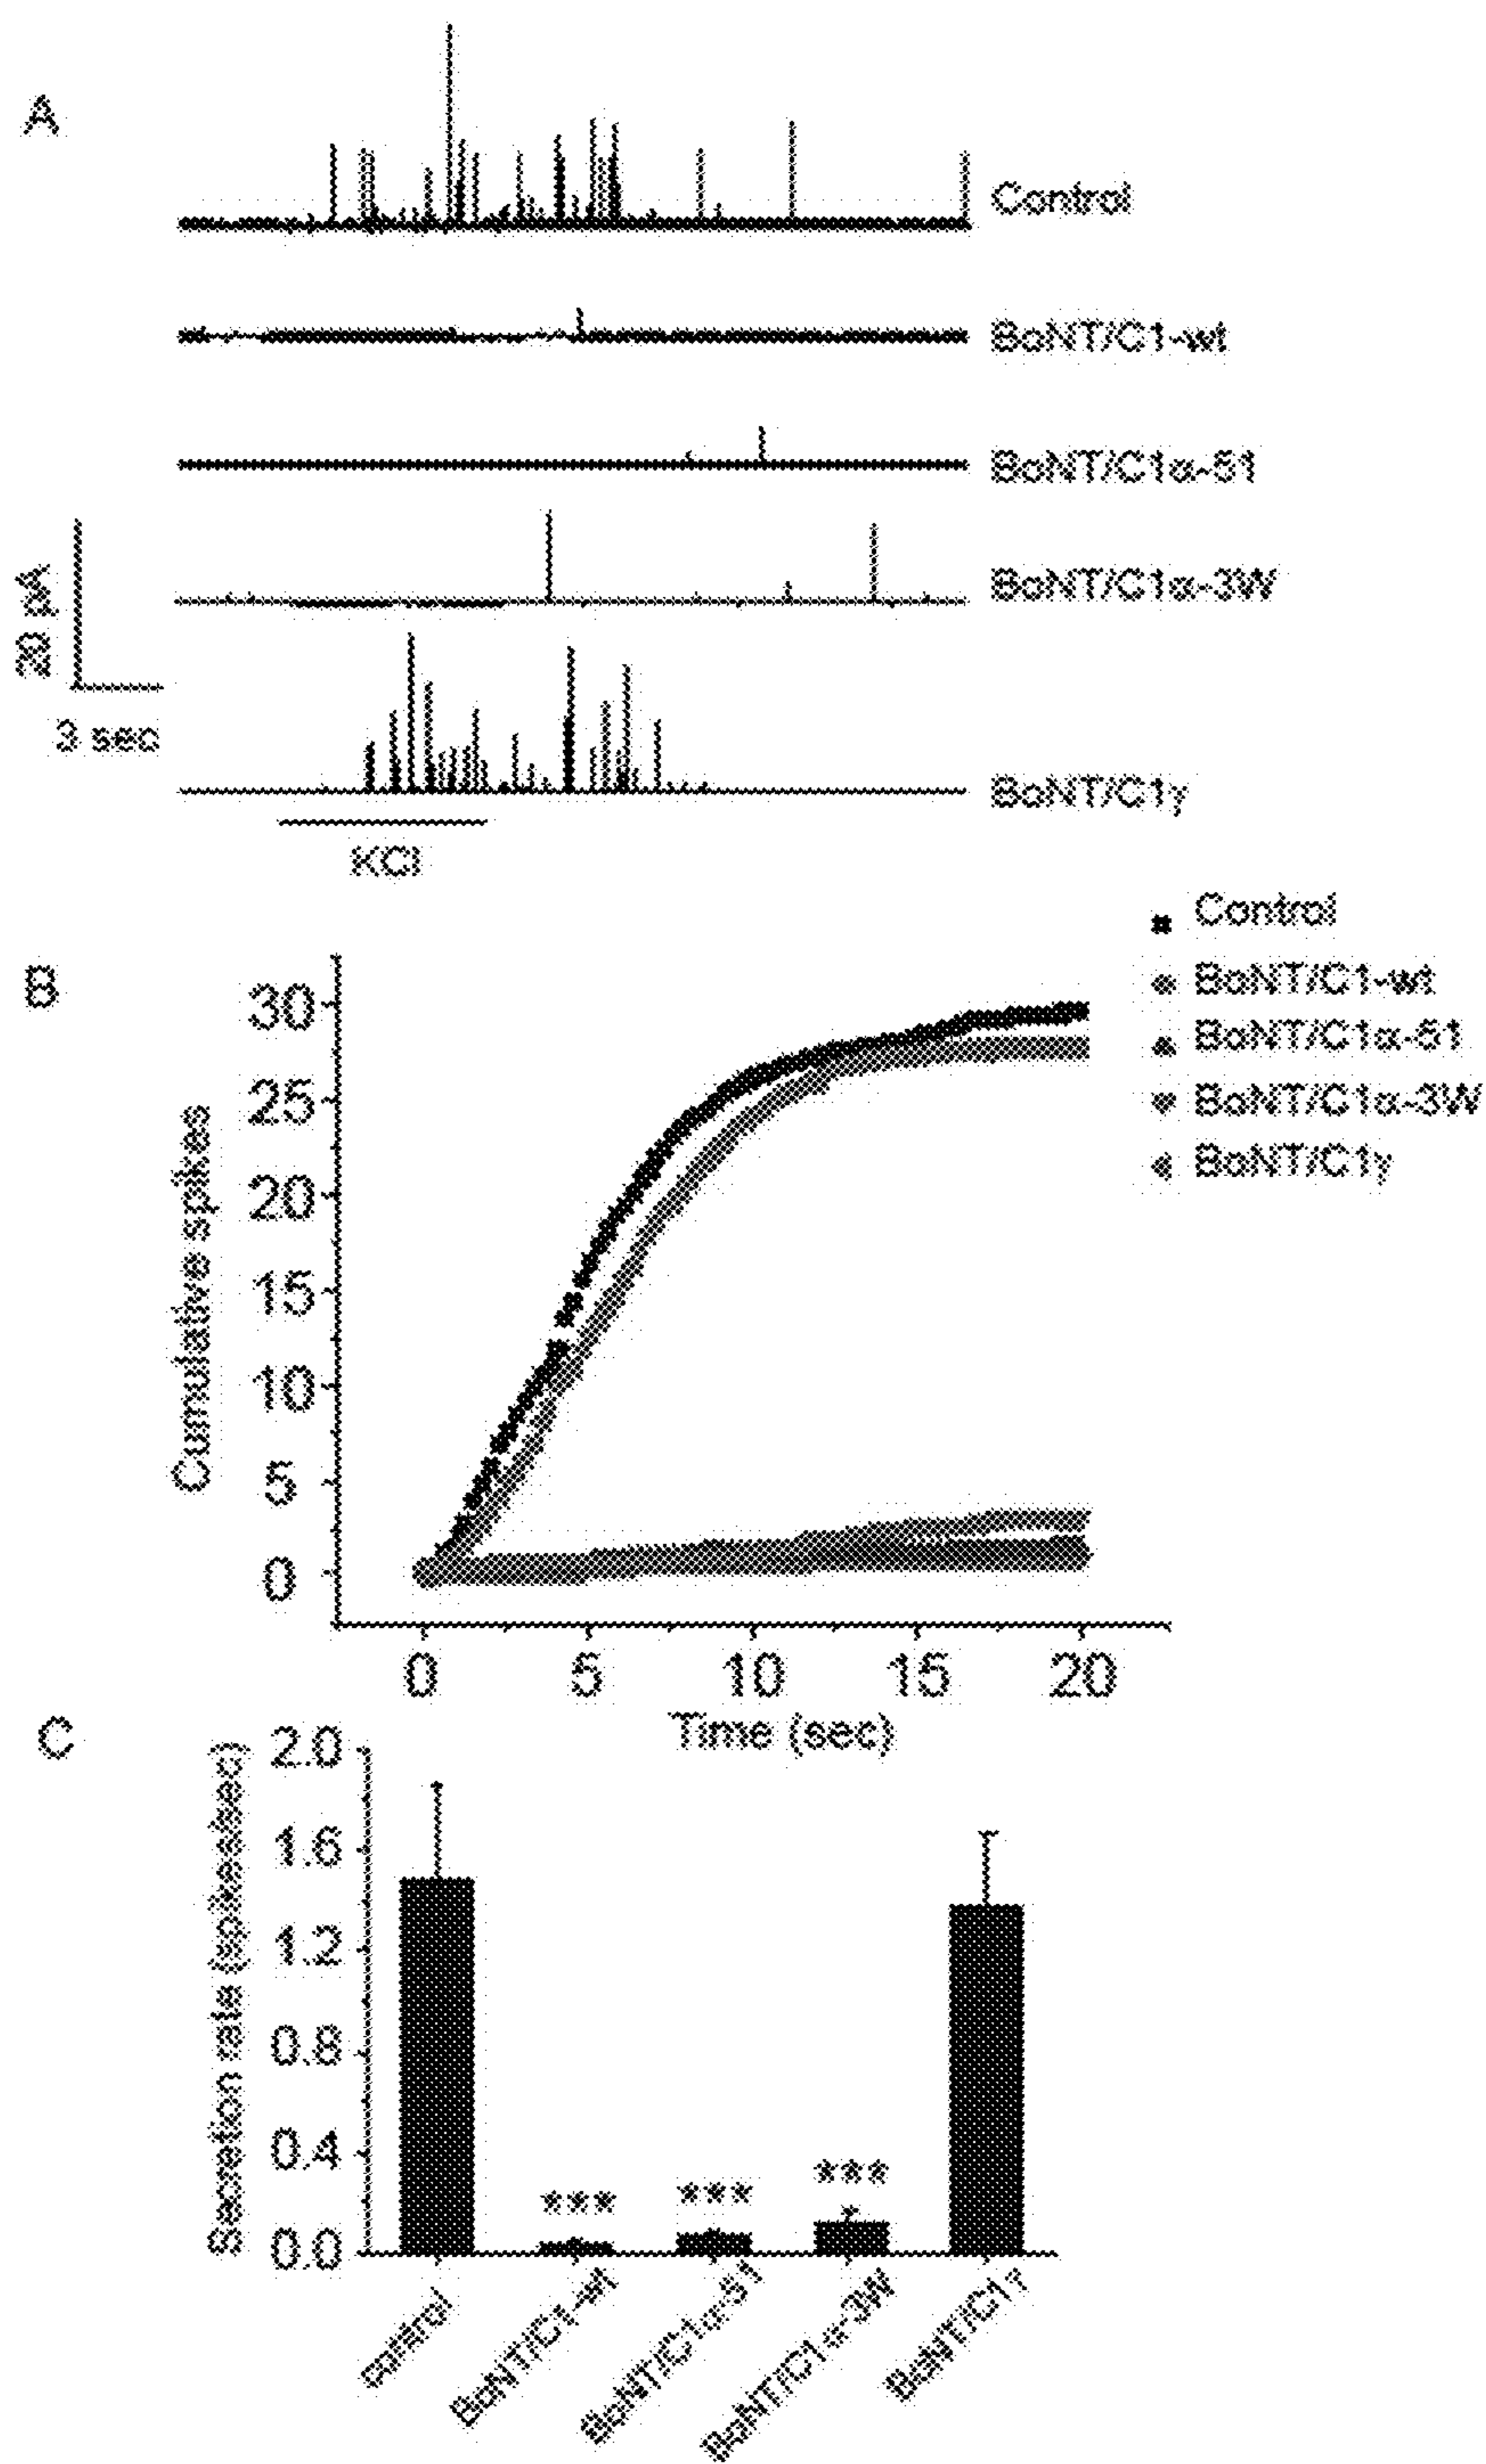 A
Control
BoNT/C1-wt
BoNT/C1α-51
BoNT/C1α-3W
20 pA
3 sec
BoNT/C1γ
KCl
B
Control
BoNT/C1-wt
BoNT/C1α-51
BoNT/C1α-3W
BoNT/C1γ
Cumulative spikes
30
25
20
15
10
5
0
0 5 10 15 20
Time (sec)
C
Secretion rate (spikes/sec)
2.0
1.6
1.2
0.8
0.4
0.0
*** *** ***
control
BoNT/C1-wt
BoNT/C1α-51
BoNT/C1α-3W
BoNT/C1γ